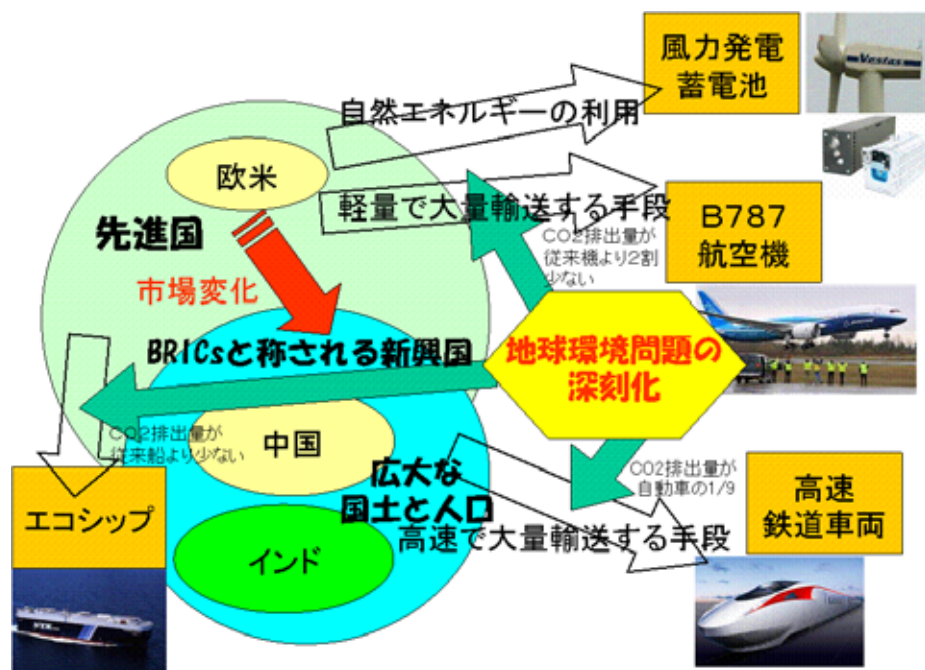 風力発電
蓄電池
Vestas
自然エネルギーの利用
欧米
軽量で大量輸送する手段
B787
航空機
CO2排出量が
従来機より2割
少ない
先進国
市場変化
BRICsと称される新興国
地球環境問題の
深刻化
CO2排出量が
従来船より少ない
中国
広大な
国土と人口
CO2排出量が
自動車の1/9
高速
鉄道車両
エコシップ
インド
高速で大量輸送する手段